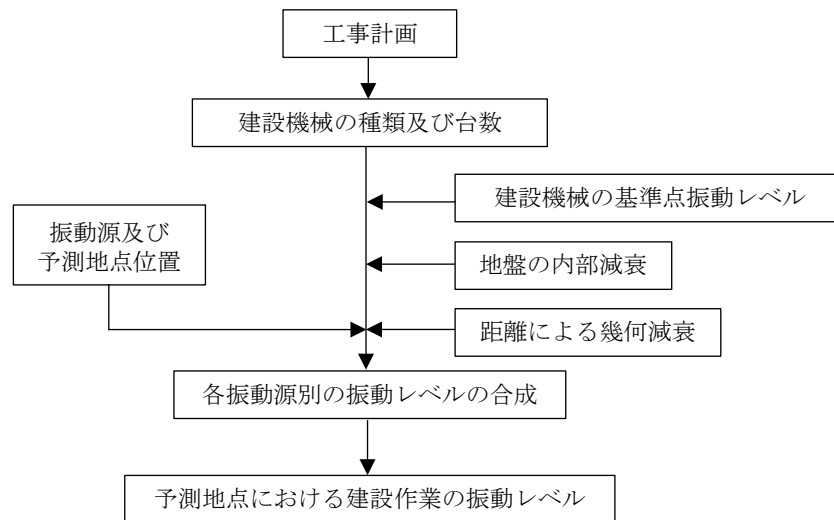 工事計画
建設機械の種類及び台数
建設機械の基準点振動レベル
振動源及び
予測地点位置
地盤の内部減衰
距離による幾何減衰
各振動源別の振動レベルの合成
予測地点における建設作業の振動レベル